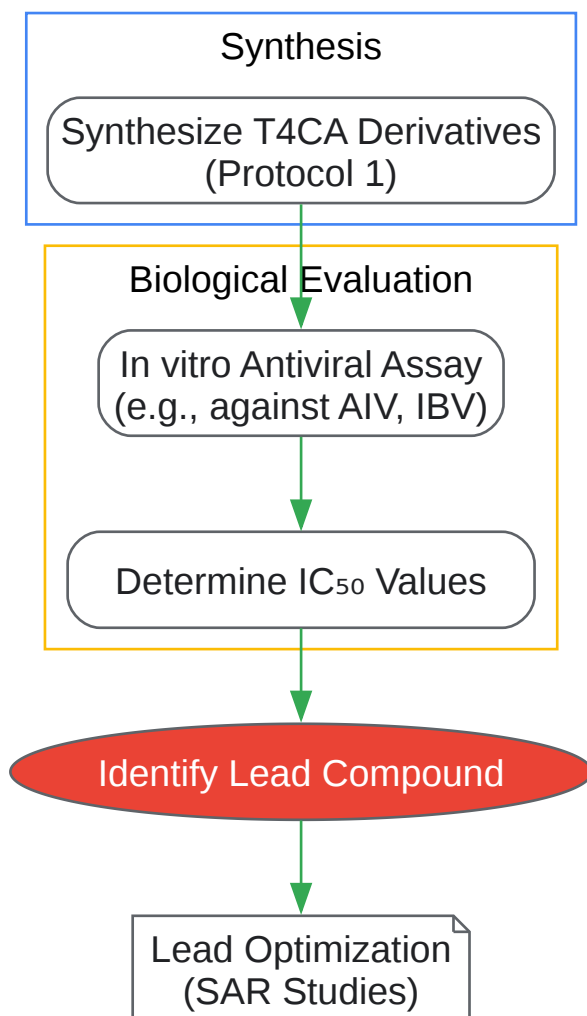 Synthesis
Synthesize T4CA Derivatives
(Protocol 1)
Biological Evaluation
In vitro Antiviral Assay
(e.g., against AIV, IBV)
Determine IC₅₀ Values
Identify Lead Compound
Lead Optimization
(SAR Studies)